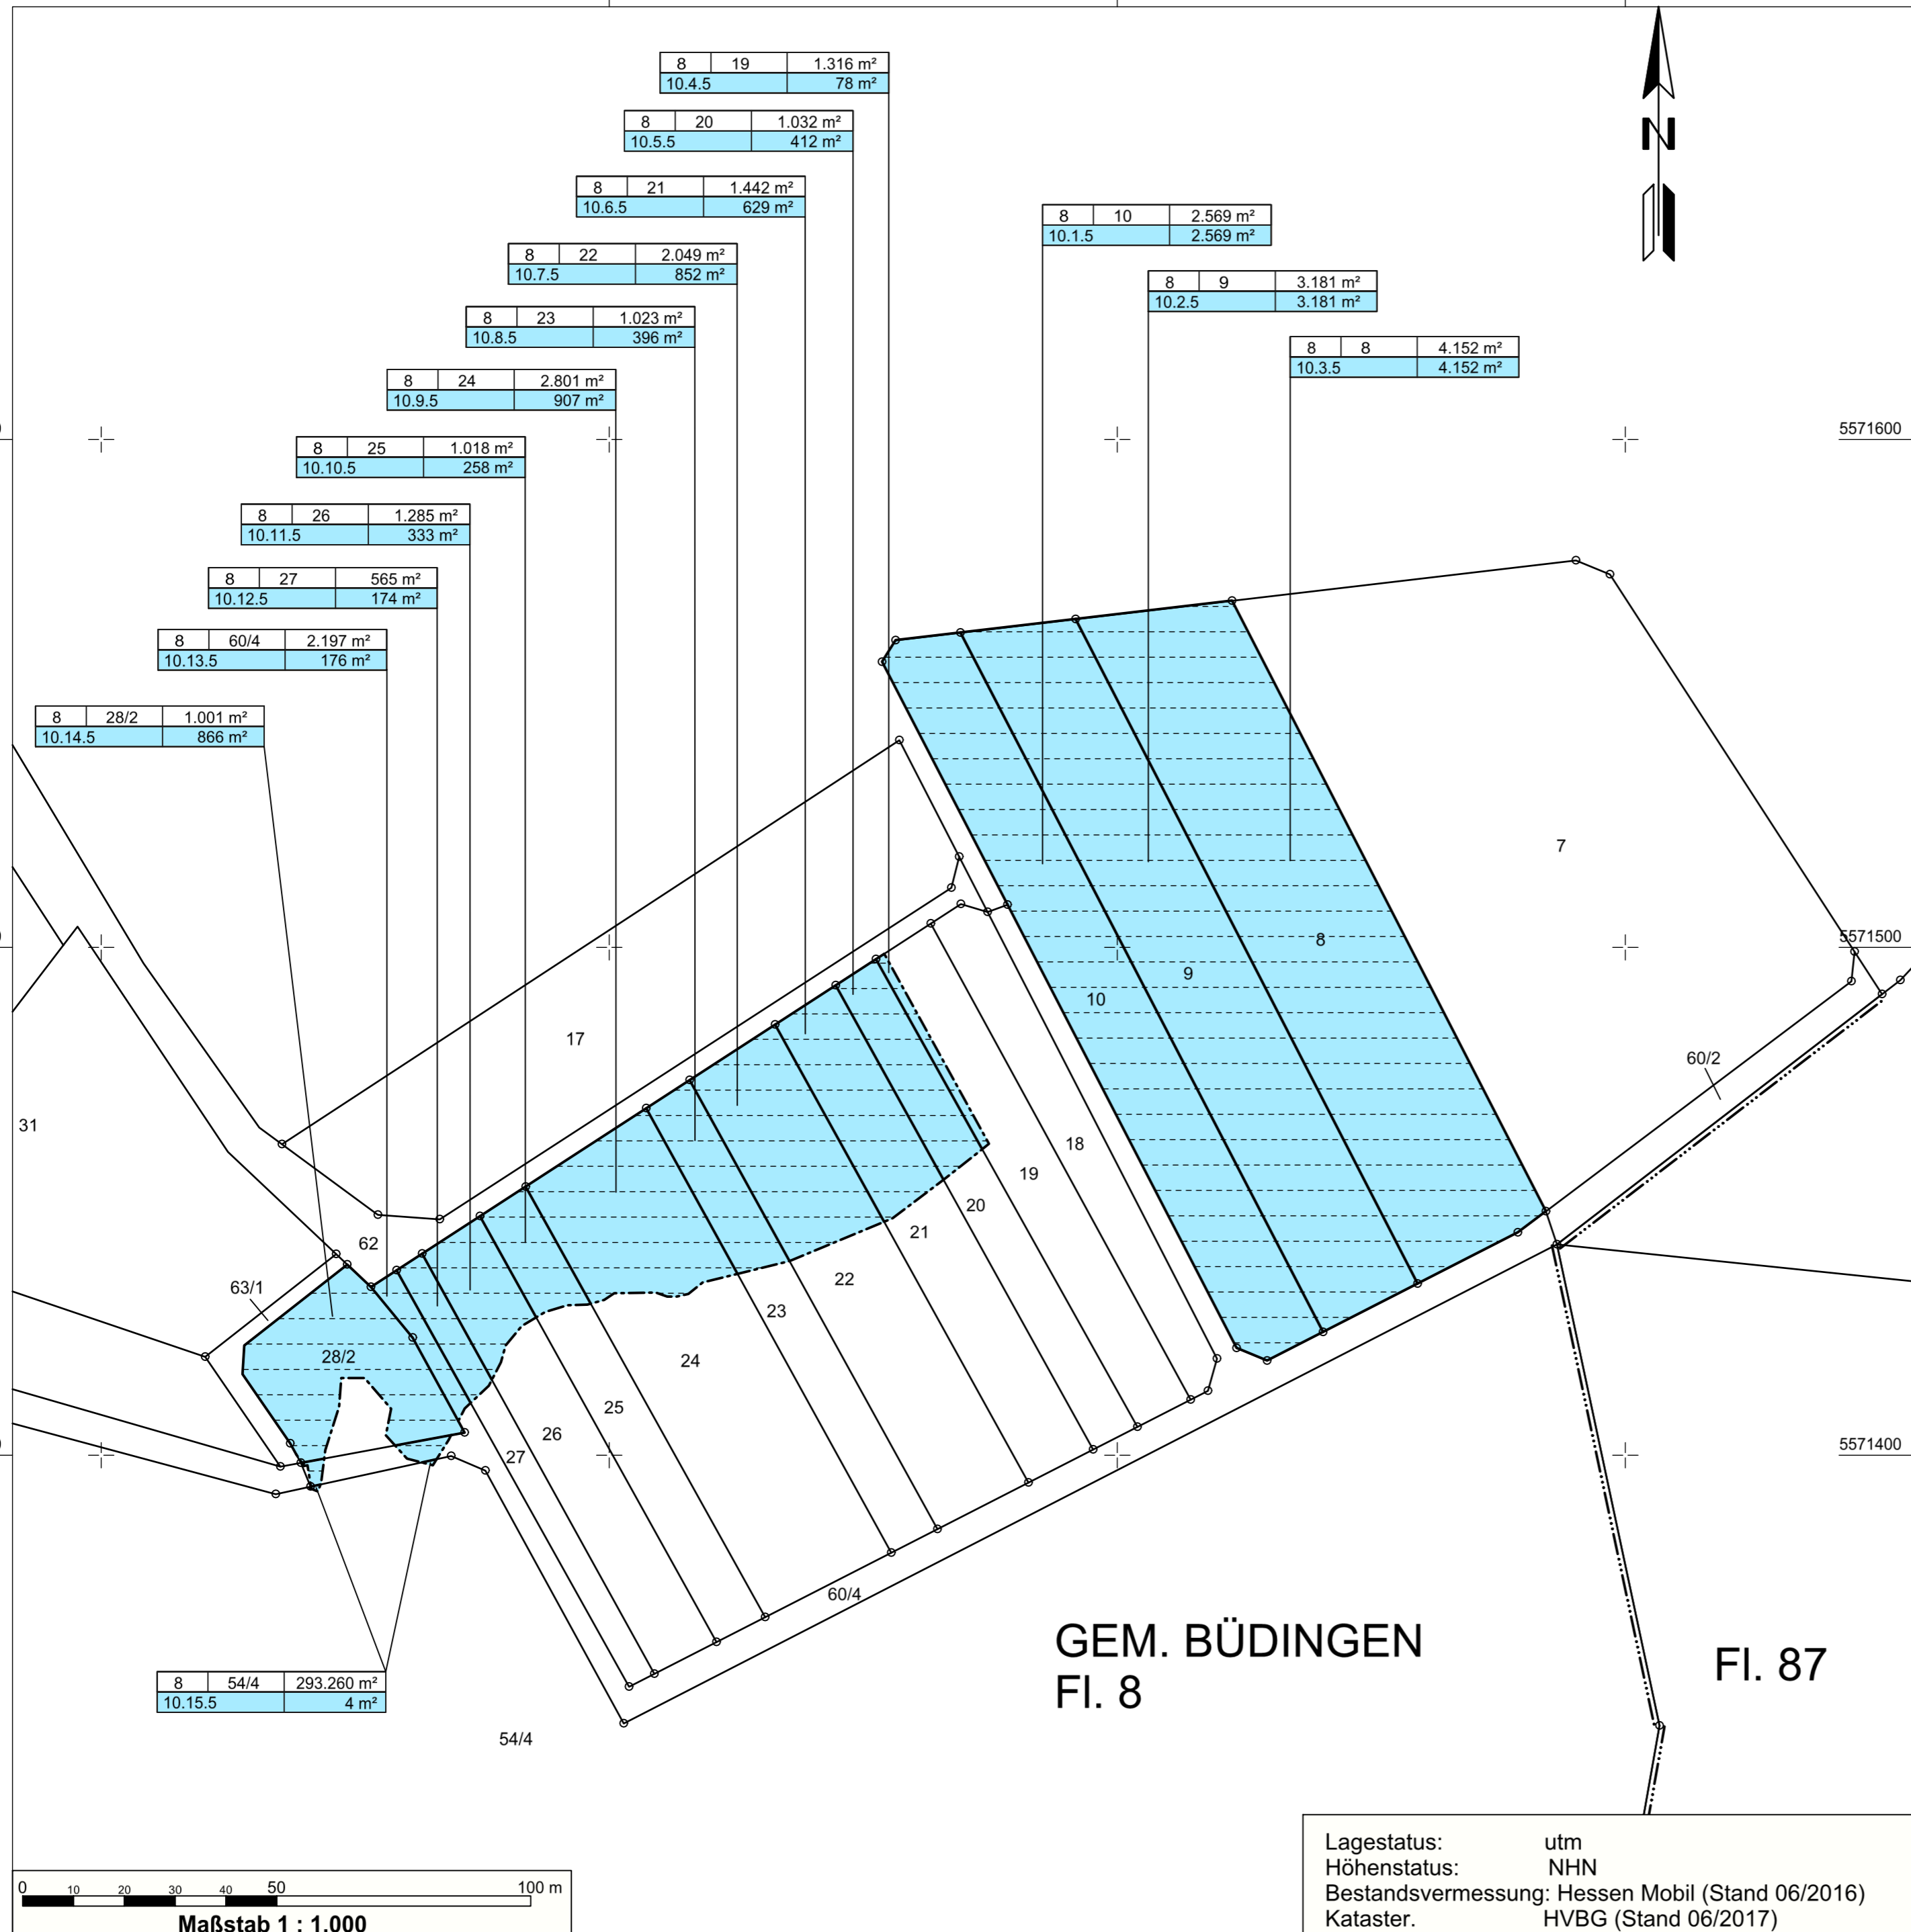 8 19 1.316 m²
10.4.5 78 m²
8 20 1.032 m²
10.5.5 412 m²
8 21 1.442 m²
10.6.5 629 m²
8 22 2.049 m²
10.7.5 852 m²
8 23 1.023 m²
10.8.5 396 m²
8 24 2.801 m²
10.9.5 907 m²
8 25 1.018 m²
10.10.5 258 m²
8 26 1.285 m²
10.11.5 333 m²
8 27 565 m²
10.12.5 174 m²
8 60/4 2.197 m²
10.13.5 176 m²
8 28/2 1.001 m²
10.14.5 866 m²
8 10 2.569 m²
10.1.5 2.569 m²
8 9 3.181 m²
10.2.5 3.181 m²
8 8 4.152 m²
10.3.5 4.152 m²
N
5571600
7
8
5571500
9
10
17
60/2
31
18
19
20
21
62
22
63/1
23
28/2
24
25
26
27
5571400
60/4
GEM. BÜDINGEN
Fl. 8
Fl. 87
8 54/4 293.260 m²
10.15.5 4 m²
54/4
Lagestatus: utm
Höhenstatus: NHN
Bestandsvermessung: Hessen Mobil (Stand 06/2016)
Kataster. HVBG (Stand 06/2017)
0 10 20 30 40 50 100 m
Maßstab 1 : 1.000